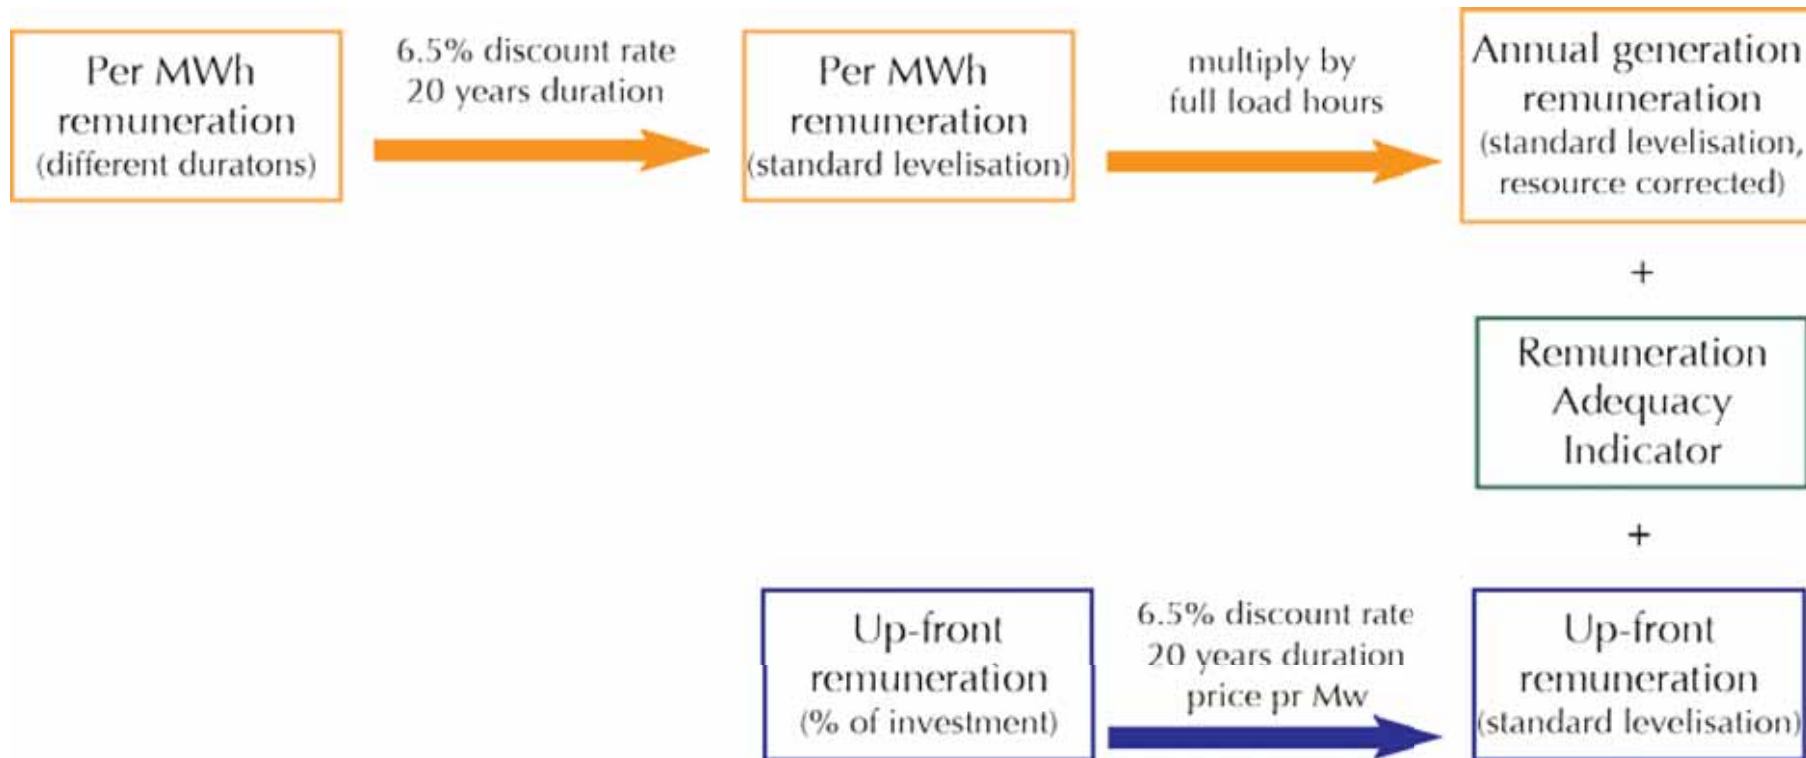 Per MWh
remuneration
(different duratons)
6.5% discount rate
20 years duration
Per MWh
remuneration
(standard levelisation)
multiply by
full load hours
Annual generation
remuneration
(standard levelisation,
resource corrected)
+
Remuneration
Adequacy
Indicator
+
Up-front
remuneration
(% of investment)
6.5% discount rate
20 years duration
price pr Mw
Up-front
remuneration
(standard levelisation)